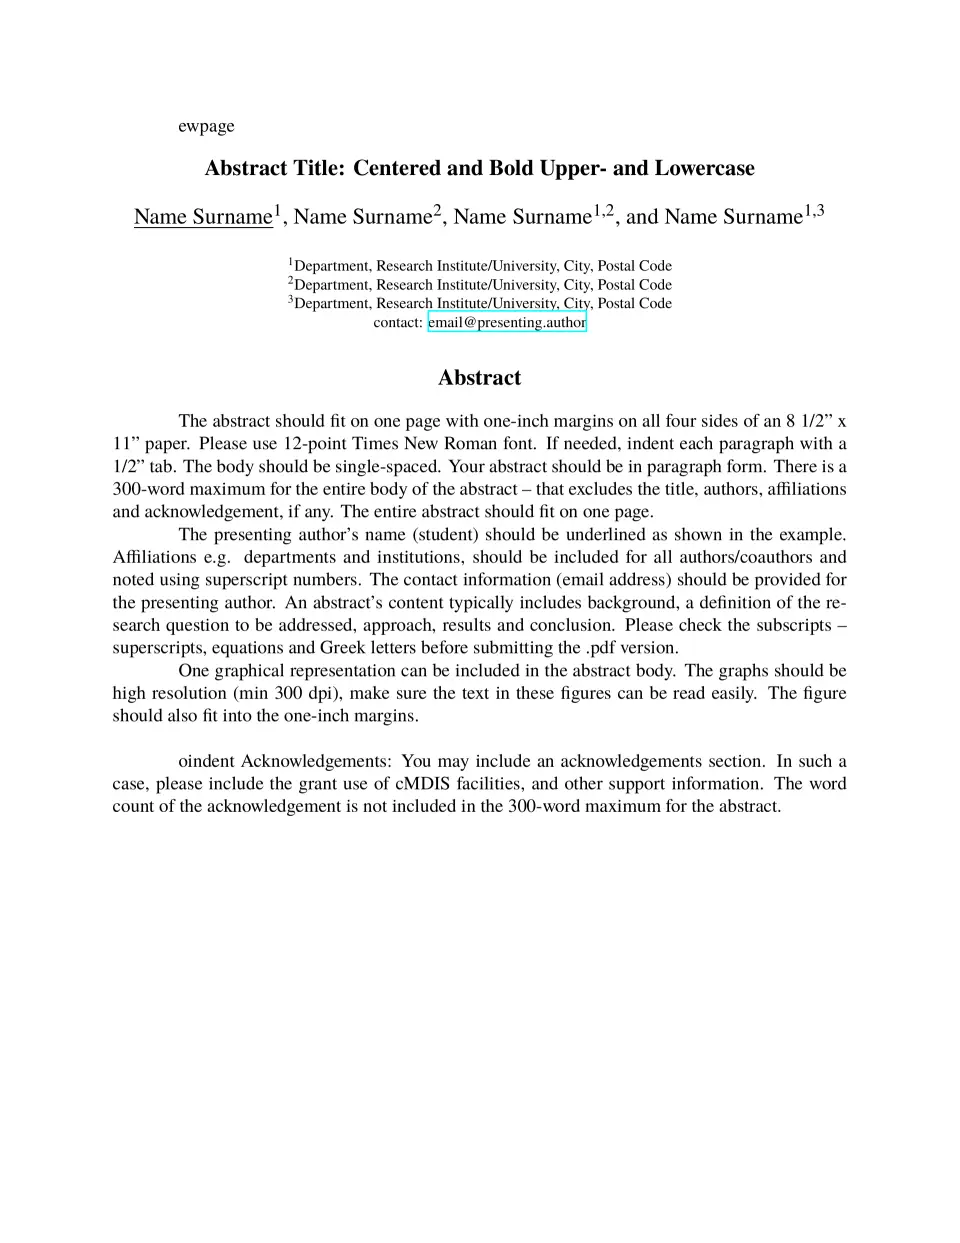 ewpage
Abstract Title: Centered and Bold Upper- and Lowercase
Name Surname1, Name Surname2, Name Surname1,2, and Name Surname1,3
1Department, Research Institute/University, City, Postal Code
2Department, Research Institute/University, City, Postal Code
3Department, Research Institute/University, City, Postal Code
contact: email@presenting.author
Abstract
The abstract should fit on one page with one-inch margins on all four sides of an 8 1/2” x
11” paper. Please use 12-point Times New Roman font. If needed, indent each paragraph with a
1/2” tab. The body should be single-spaced. Your abstract should be in paragraph form. There is a
300-word maximum for the entire body of the abstract – that excludes the title, authors, affiliations
and acknowledgement, if any. The entire abstract should fit on one page.
The presenting author’s name (student) should be underlined as shown in the example.
Affiliations e.g. departments and institutions, should be included for all authors/coauthors and
noted using superscript numbers. The contact information (email address) should be provided for
the presenting author. An abstract’s content typically includes background, a definition of the re-
search question to be addressed, approach, results and conclusion. Please check the subscripts –
superscripts, equations and Greek letters before submitting the .pdf version.
One graphical representation can be included in the abstract body. The graphs should be
high resolution (min 300 dpi), make sure the text in these figures can be read easily. The figure
should also fit into the one-inch margins.
oindent Acknowledgements: You may include an acknowledgements section. In such a
case, please include the grant use of cMDIS facilities, and other support information. The word
count of the acknowledgement is not included in the 300-word maximum for the abstract.